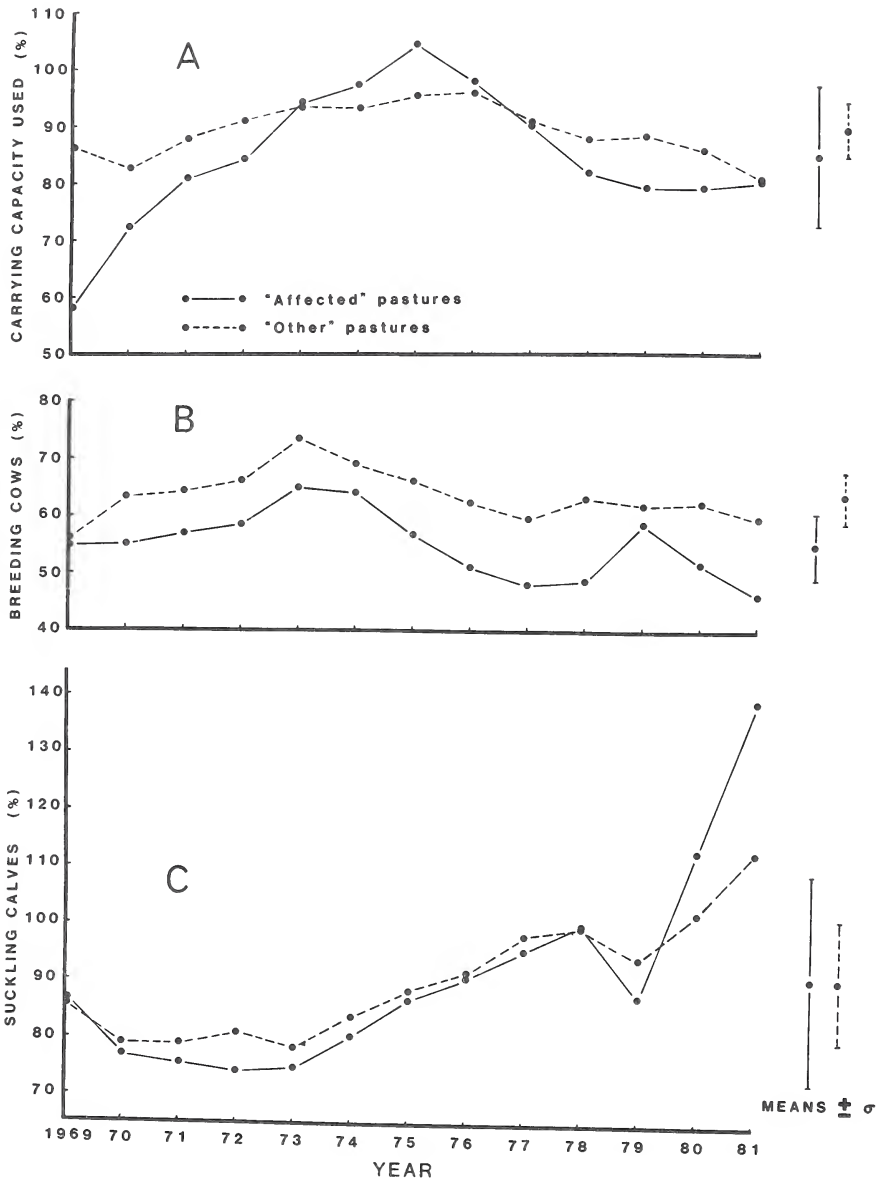 A
CARRYING CAPACITY USED (%)
110
100
90
80
70
60
50
"Affected" pastures
"Other" pastures
B
BREEDING COWS (%)
80
70
60
50
40
C
SUCKLING CALVES (%)
140
130
120
110
100
90
80
70
MEANS ± σ
1969 70 71 72 73 74 75 76 77 78 79 80 81
YEAR